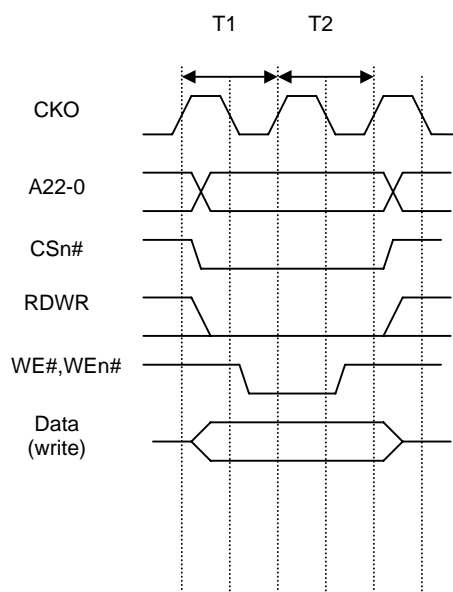 T1 T2
CKO
A22-0
CSn#
RDWR
WE#,WEn#
Data
(write)